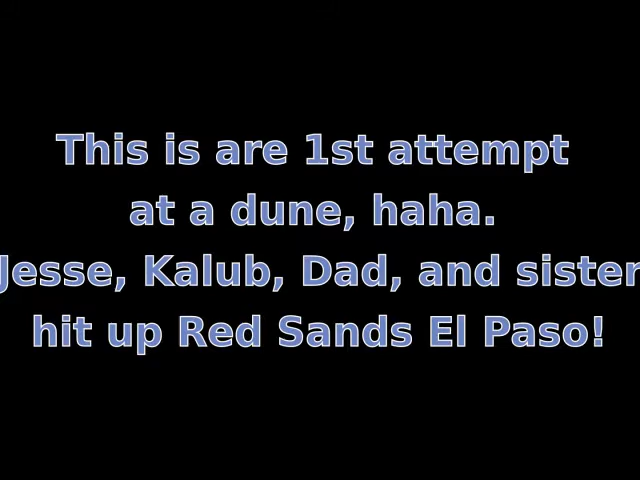 This is are 1st attempt
at a dune, haha.
Jesse, Kalub, Dad, and sister
hit up Red Sands El Paso!